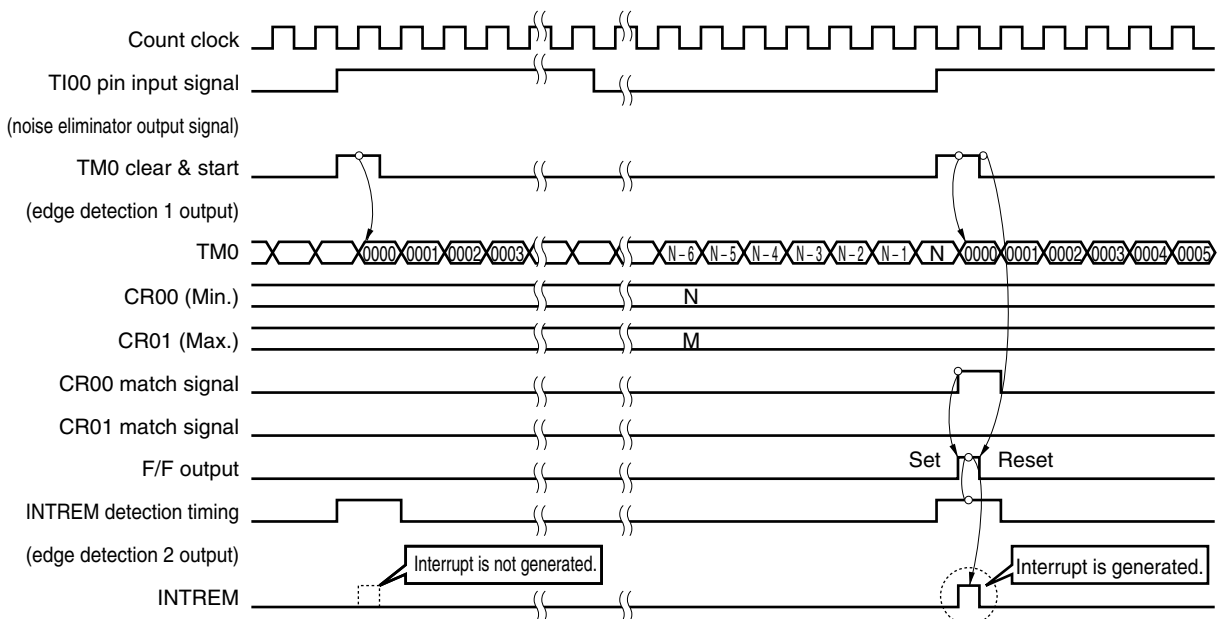 Count clock
TI00 pin input signal
(noise eliminator output signal)
TM0 clear & start
(edge detection 1 output)
TM0 0000 0001 0002 0003 N-6 N-5 N-4 N-3 N-2 N-1 N 0000 0001 0002 0003 0004 0005
CR00 (Min.) N
CR01 (Max.) M
CR00 match signal
CR01 match signal
F/F output Set Reset
INTREM detection timing
(edge detection 2 output)
Interrupt is not generated. Interrupt is generated.
INTREM